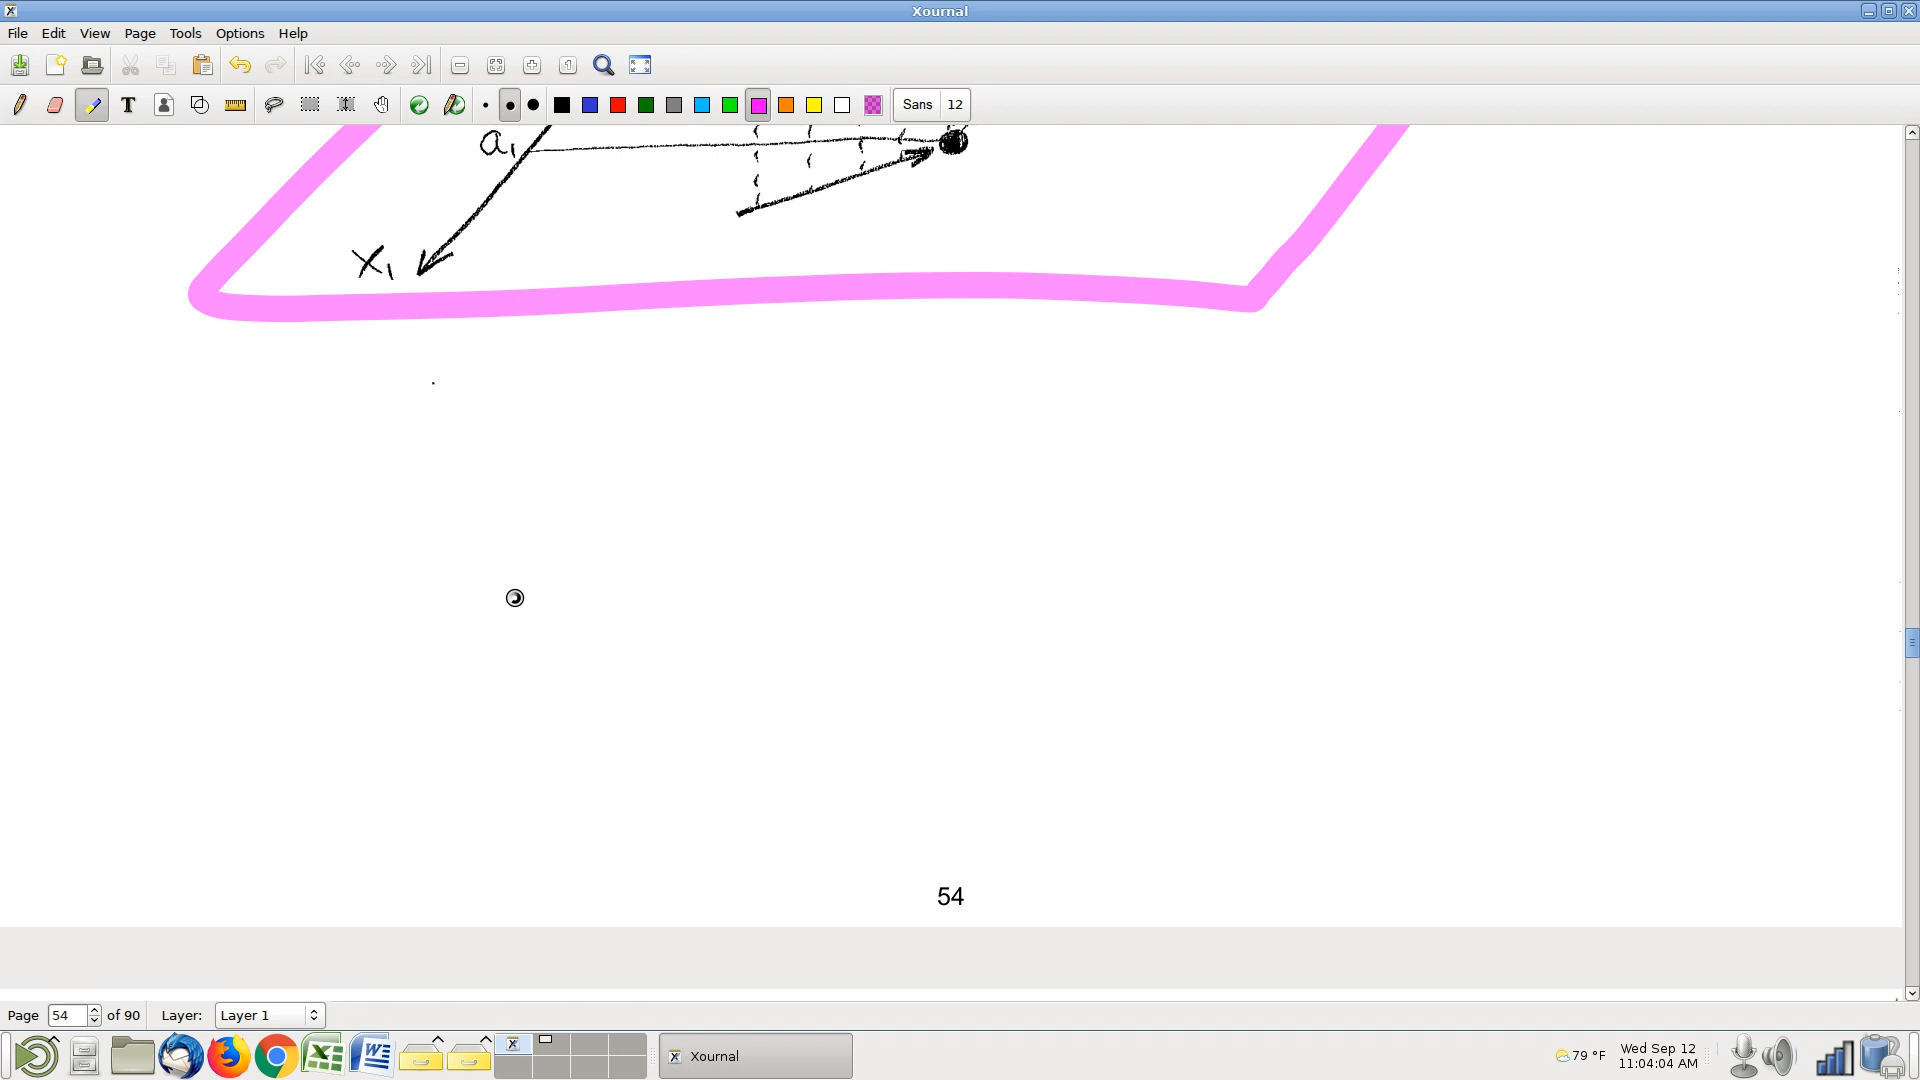 Xournal
File Edit View Page Tools Options Help
T Sans 12
a₁
X₁
54
Page 54 of 90 Layer: Layer 1
Xournal
79 °F
Wed Sep 12
11:04:04 AM